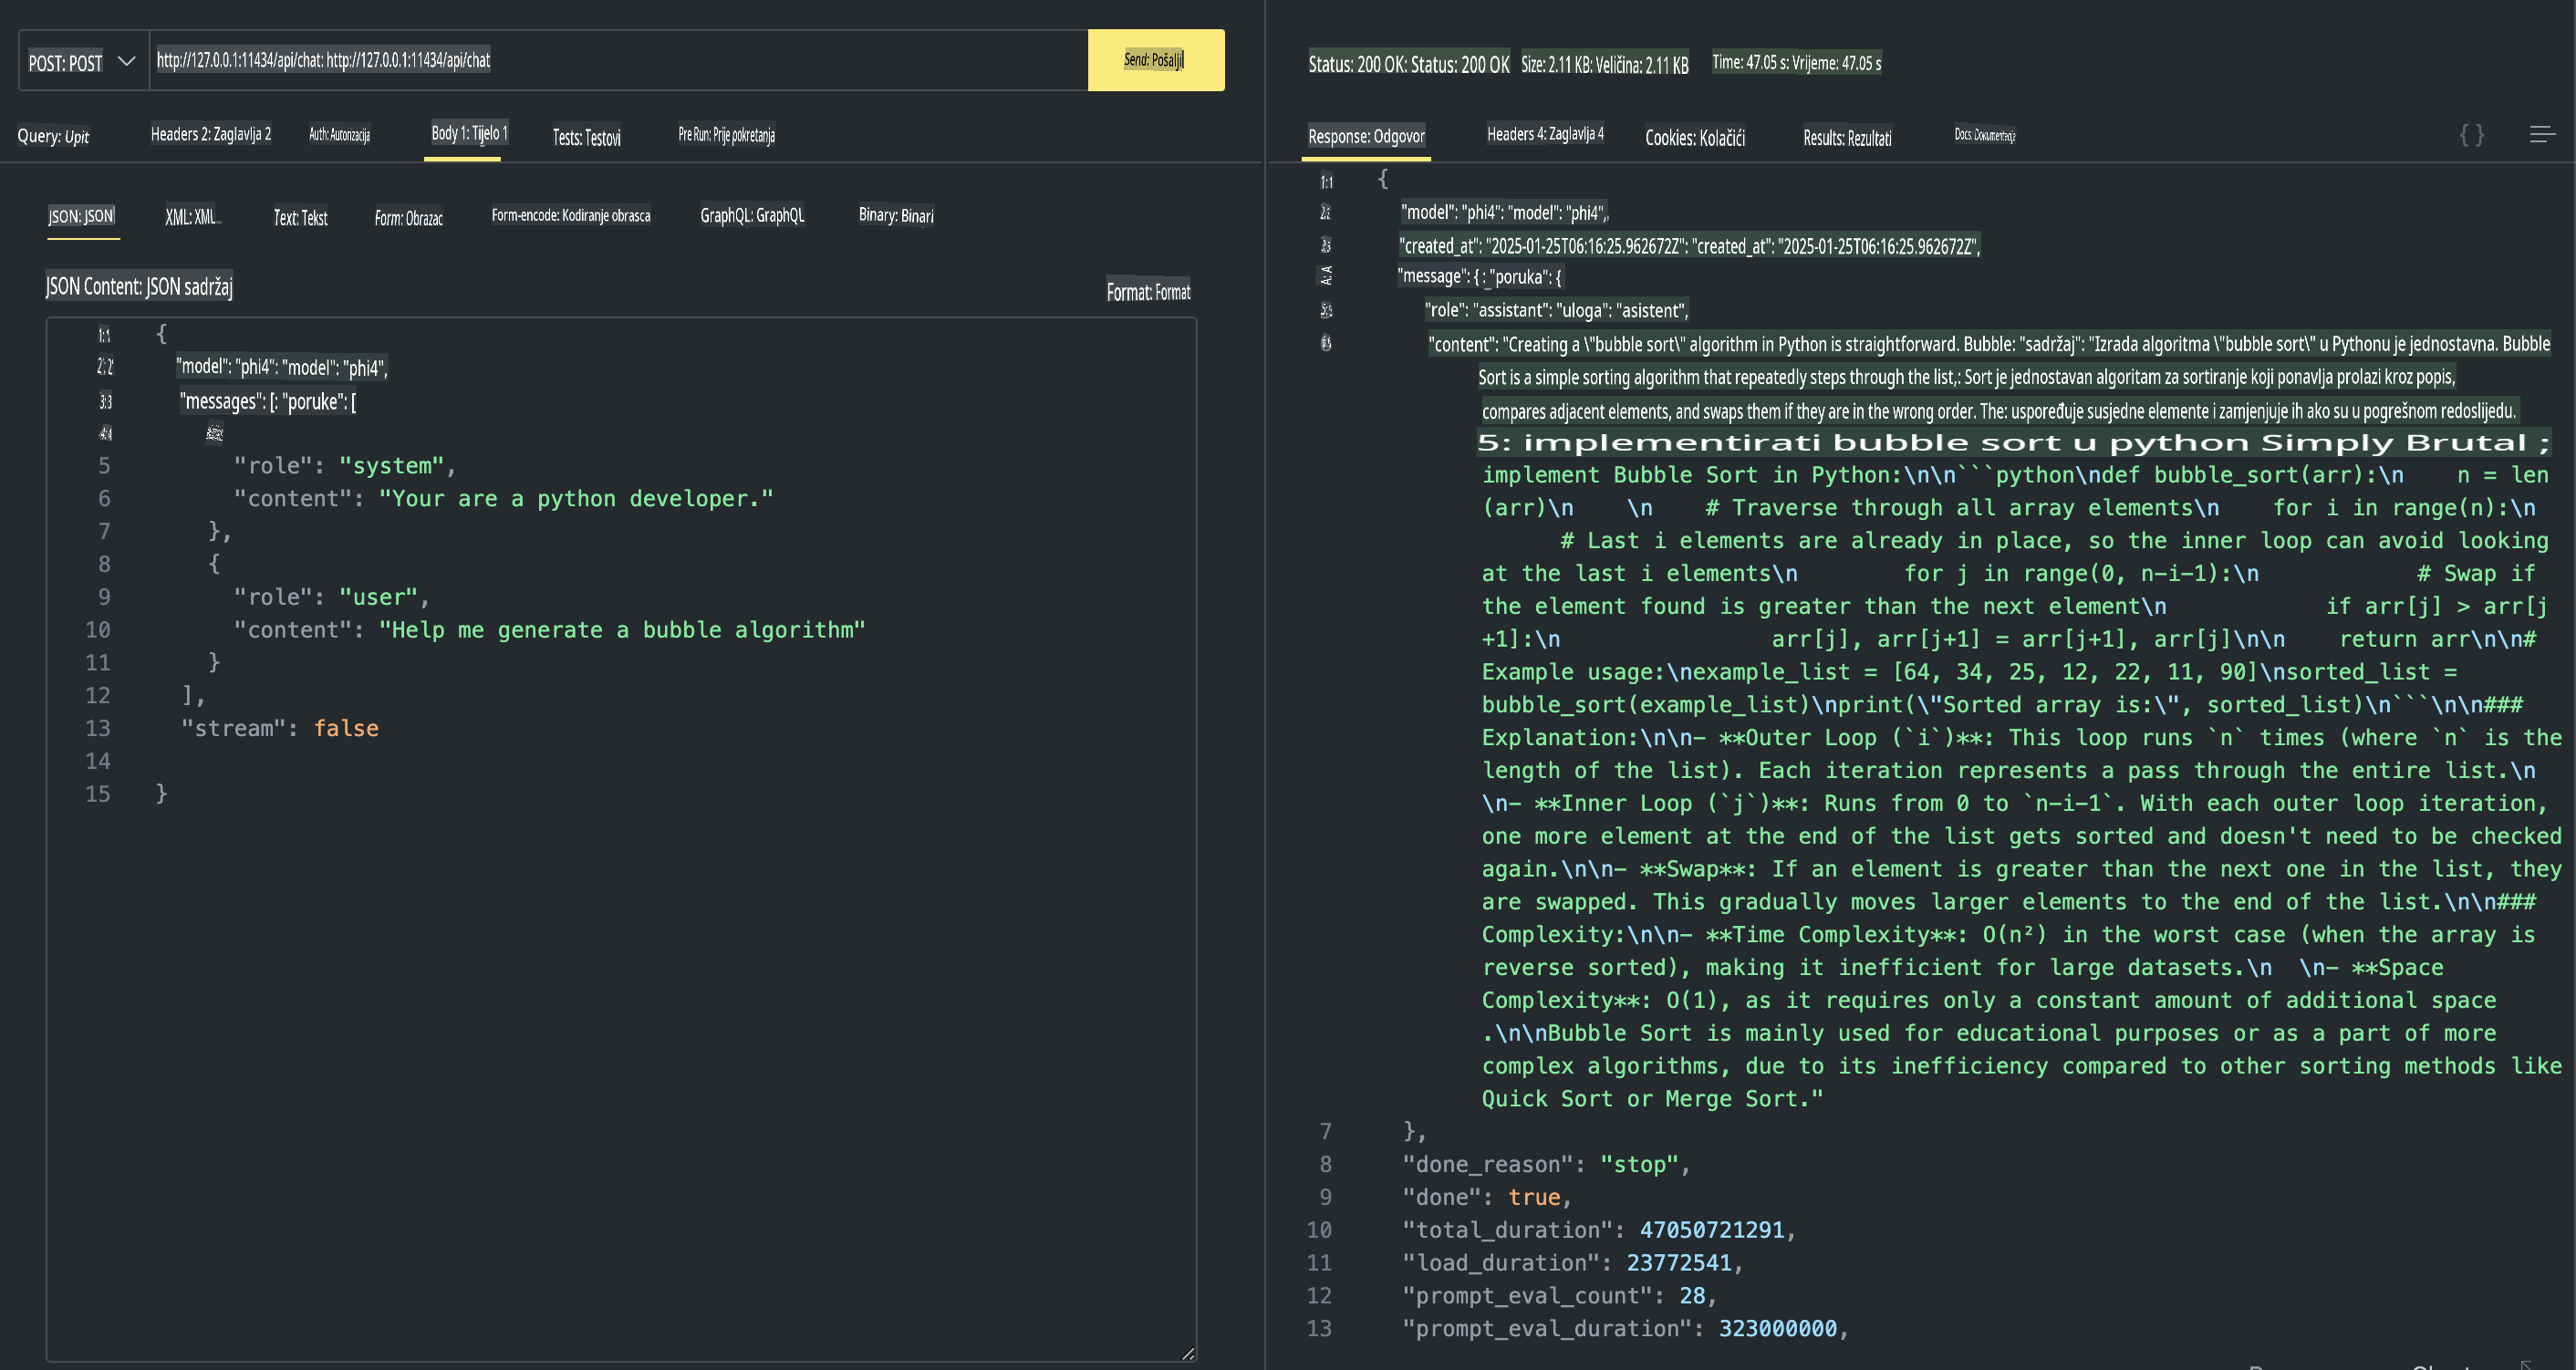 POST: POST
http://127.0.0.1:11434/api/chat: http://127.0.0.1:11434/api/chat
Send: Pošalji
Query: Upit
Headers 2: Zaglavlja 2
Auth: Autorizacija
Body 1: Tijelo 1
Tests: Testovi
Pre Run: Prije pokretanja
JSON: JSON
XML: XML
Text: Tekst
Form: Obrazac
Form-encode: Kodiranje obrasca
GraphQL: GraphQL
Binary: Binari
JSON Content: JSON sadržaj
Format: Format
1:1 {
2:2 "model": "phi4": "model": "phi4",
3:3 "messages": [: "poruke": [
4:4
5 "role": "system",
6 "content": "Your are a python developer."
7 },
8 {
9 "role": "user",
10 "content": "Help me generate a bubble algorithm"
11 }
12 ],
13 "stream": false
14
15 }
Status: 200 OK: Status: 200 OK
Size: 2.11 KB: Veličina: 2.11 KB
Time: 47.05 s: Vrijeme: 47.05 s
Response: Odgovor
Headers 4: Zaglavlja 4
Cookies: Kolačići
Results: Rezultati
Docs: Dokumentacija
{ }
1:1 {
"model": "phi4": "model": "phi4",
"created_at": "2025-01-25T06:16:25.962672Z": "created_at": "2025-01-25T06:16:25.962672Z",
"message": { : "poruka": {
"role": "assistant": "uloga": "asistent",
"content": "Creating a \"bubble sort\" algorithm in Python is straightforward. Bubble: "sadržaj": "Izrada algoritma \"bubble sort\" u Pythonu je jednostavna. Bubble
Sort is a simple sorting algorithm that repeatedly steps through the list,: Sort je jednostavan algoritam za sortiranje koji ponavlja prolazi kroz popis,
compares adjacent elements, and swaps them if they are in the wrong order. The: uspoređuje susjedne elemente i zamjenjuje ih ako su u pogrešnom redoslijedu.
5: implementirati bubble sort u python Simply Brutal ;
implement Bubble Sort in Python:\n\n```python\ndef bubble_sort(arr):\n    n = len
(arr)\n    \n    # Traverse through all array elements\n    for i in range(n):\n
# Last i elements are already in place, so the inner loop can avoid looking
at the last i elements\n        for j in range(0, n-i-1):\n            # Swap if
the element found is greater than the next element\n            if arr[j] > arr[j
+1]:\n                arr[j], arr[j+1] = arr[j+1], arr[j]\n\n    return arr\n\n#
Example usage:\nexample_list = [64, 34, 25, 12, 22, 11, 90]\nsorted_list =
bubble_sort(example_list)\nprint(\"Sorted array is:\", sorted_list)\n```\n\n###
Explanation:\n\n- **Outer Loop (`i`)**: This loop runs `n` times (where `n` is the
length of the list). Each iteration represents a pass through the entire list.\n
\n- **Inner Loop (`j`)**: Runs from 0 to `n-i-1`. With each outer loop iteration,
one more element at the end of the list gets sorted and doesn't need to be checked
again.\n\n- **Swap**: If an element is greater than the next one in the list, they
are swapped. This gradually moves larger elements to the end of the list.\n\n###
Complexity:\n\n- **Time Complexity**: O(n²) in the worst case (when the array is
reverse sorted), making it inefficient for large datasets.\n  \n- **Space
Complexity**: O(1), as it requires only a constant amount of additional space
.\n\nBubble Sort is mainly used for educational purposes or as a part of more
complex algorithms, due to its inefficiency compared to other sorting methods like
Quick Sort or Merge Sort."
7 },
8 "done_reason": "stop",
9 "done": true,
10 "total_duration": 47050721291,
11 "load_duration": 23772541,
12 "prompt_eval_count": 28,
13 "prompt_eval_duration": 323000000,